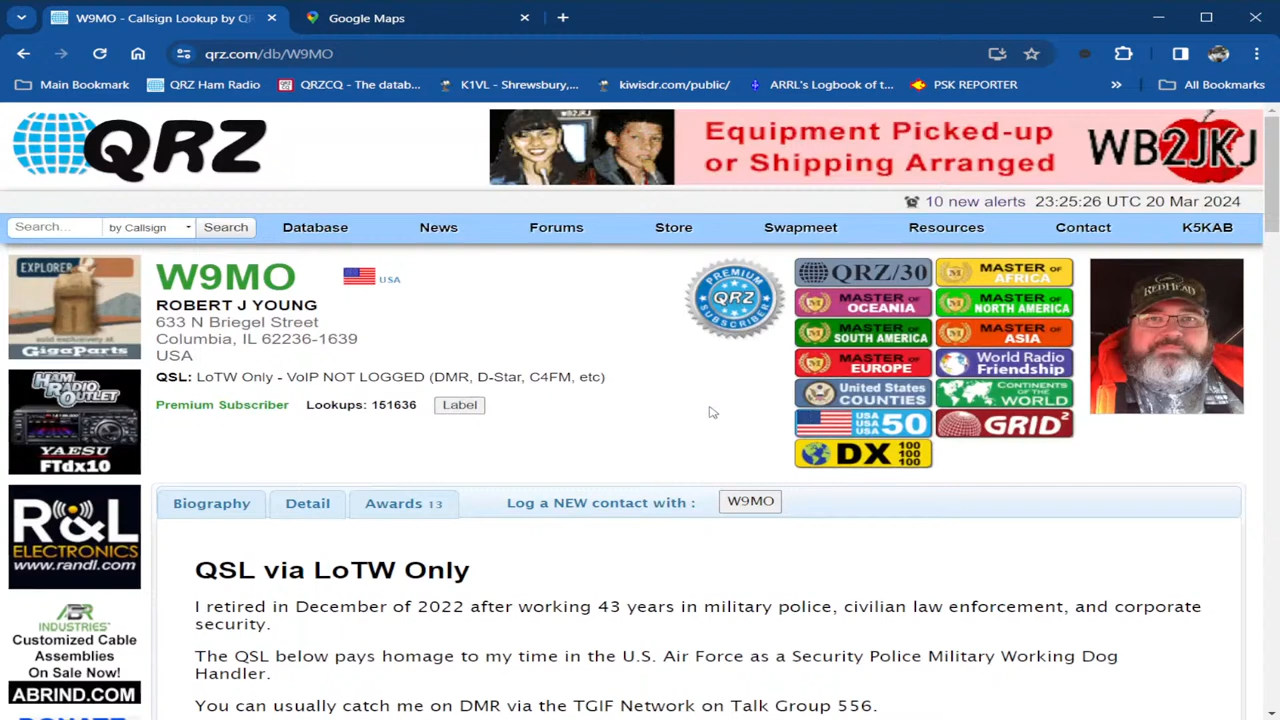 W9MO - Callsign Lookup by QR
Google Maps
qrz.com/db/W9MO
Main Bookmark
QRZ Ham Radio
QRZCQ - The datab...
K1VL - Shrewsbury,...
kiwisdr.com/public/
ARRL's Logbook of t...
PSK REPORTER
»
All Bookmarks
QRZ
WB2JKJ
Equipment Picked-up
or Shipping Arranged
WB2JKJ
10 new alerts 23:25:26 UTC 20 Mar 2024
Search... by Callsign Search Database News Forums Store Swapmeet Resources Contact K5KAB
EXPLORER
sold exclusively at
GigaParts
W9MO
USA
ROBERT J YOUNG
633 N Briegel Street
Columbia, IL 62236-1639
USA
QSL: LoTW Only - VoIP NOT LOGGED (DMR, D-Star, C4FM, etc)
Premium Subscriber Lookups: 151636 Label
PREMIUM
QRZ
SUBSCRIBER
QRZ/30
MASTER OF
AFRICA
MASTER OF
OCEANIA
MASTER OF
NORTH AMERICA
MASTER OF
SOUTH AMERICA
MASTER OF
ASIA
MASTER OF
EUROPE
World Radio
Friendship
United States
COUNTIES
CONTINENTS
OF THE
WORLD
USA
USA
USA
50
GRID²
DX 100
100
100
REDHEAD
HAM RADIO
OUTLET
YAESU
FTdx10
R&L
ELECTRONICS
www.randl.com
ABR
INDUSTRIES™
Customized Cable
Assemblies
On Sale Now!
ABRIND.COM
DONATE
Biography Detail Awards 13 Log a NEW contact with : W9MO
QSL via LoTW Only
I retired in December of 2022 after working 43 years in military police, civilian law enforcement, and corporate
security.
The QSL below pays homage to my time in the U.S. Air Force as a Security Police Military Working Dog
Handler.
You can usually catch me on DMR via the TGIF Network on Talk Group 556.